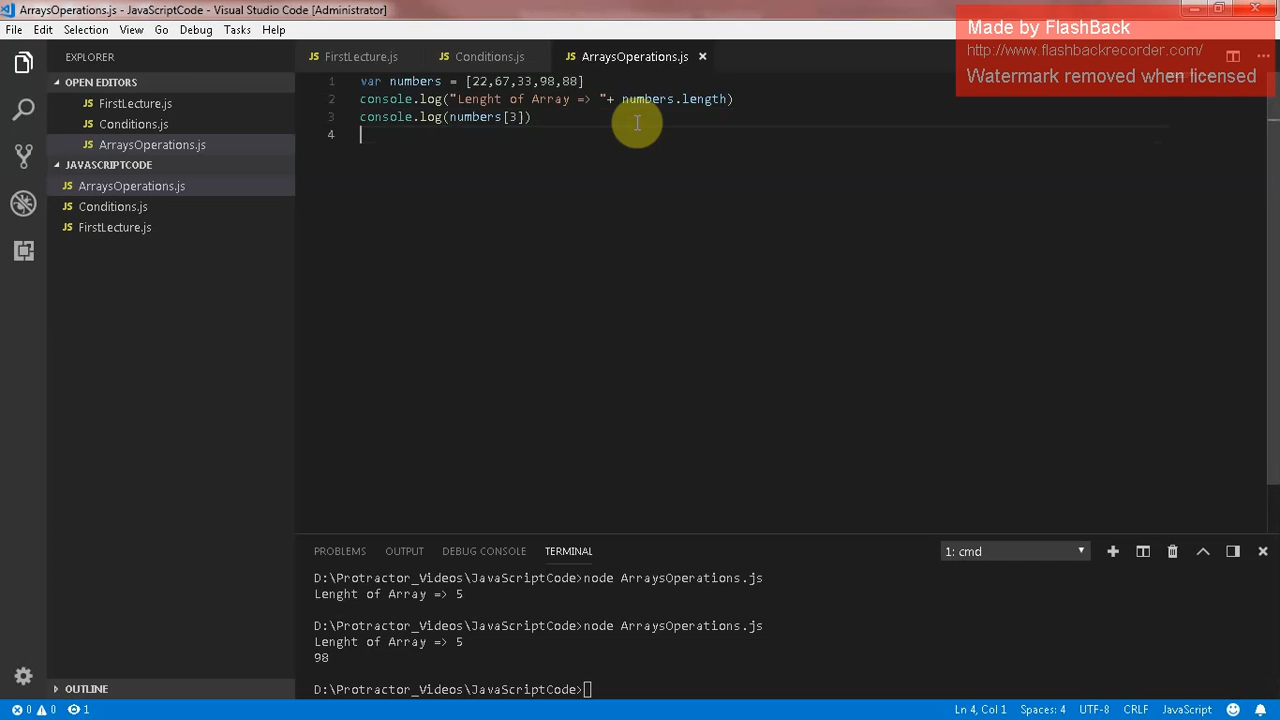 ArraysOperations.js - JavaScriptCode - Visual Studio Code [Administrator]
File Edit Selection View Go Debug Tasks Help
Made by FlashBack
http://www.flashbackrecorder.com/
Watermark removed when licensed
EXPLORER
OPEN EDITORS
JS FirstLecture.js
JS Conditions.js
JS ArraysOperations.js
JAVASCRIPTCODE
JS ArraysOperations.js
JS Conditions.js
JS FirstLecture.js
OUTLINE
JS FirstLecture.js JS Conditions.js JS ArraysOperations.js
1 var numbers = [22,67,33,98,88]
2 console.log("Lenght of Array => "+ numbers.length)
3 console.log(numbers[3])
4
PROBLEMS OUTPUT DEBUG CONSOLE TERMINAL 1: cmd
D:\Protractor_Videos\JavaScriptCode>node ArraysOperations.js
Lenght of Array => 5
D:\Protractor_Videos\JavaScriptCode>node ArraysOperations.js
Lenght of Array => 5
98
D:\Protractor_Videos\JavaScriptCode>
0 0 1 Ln 4, Col 1 Spaces: 4 UTF-8 CRLF JavaScript